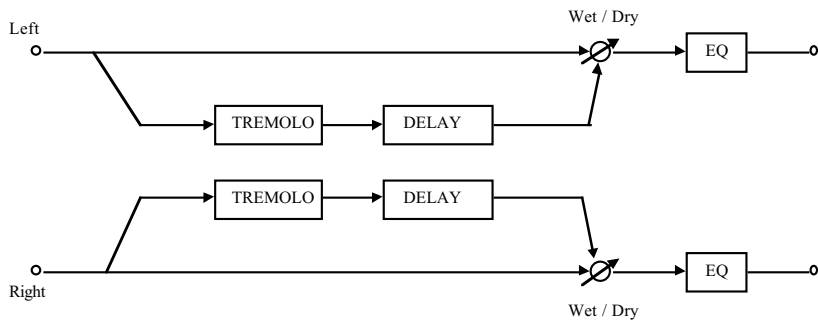 Wet / Dry
Left
EQ
TREMOLO DELAY
TREMOLO DELAY
EQ
Right
Wet / Dry